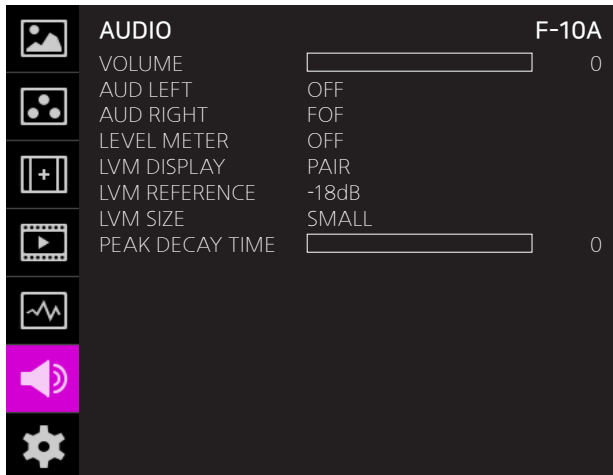 AUDIO F-10A
VOLUME 0
AUD LEFT OFF
AUD RIGHT FOF
LEVEL METER OFF
LVM DISPLAY PAIR
LVM REFERENCE -18dB
LVM SIZE SMALL
PEAK DECAY TIME 0